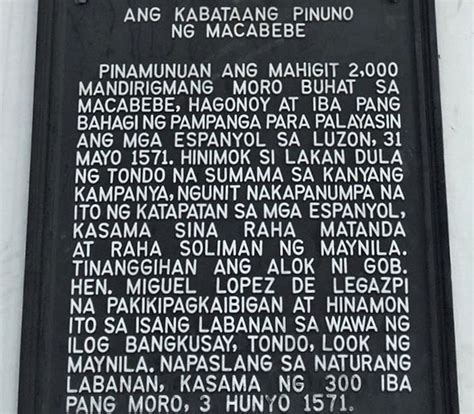 ANG KABATAANG PINUNO
NG MACABEBE
PINAMUNUAN ANG MAHIGIT 2,000
MANDIRIGMANG MORO BUHAT SA
MACABEBE, HAGONOY AT IBA PANG
BAHAGI NG PAMPANGA PARA PALAYASIN
ANG MGA ESPANYOL SA LUZON, 31
MAYO 1571. HINIMOK SI LAKAN DULA
NG TONDO NA SUMAMA SA KANYANG
KAMPANYA, NGUNIT NAKAPANUMPA NA
ITO NG KATAPATAN SA MGA ESPANYOL,
KASAMA SINA RAHA MATANDA
AT RAHA SOLIMAN NG MAYNILA.
TINANGGIHAN ANG ALOK NI GOB.
HEN. MIGUEL LOPEZ DE LEGAZPI
NA PAKIKIPAGKAIBIGAN AT HINAMON
ITO SA ISANG LABANAN SA WAWA NG
ILOG BANGKUSAY, TONDO, LOOK NG
MAYNILA. NAPASLANG SA NATURANG
LABANAN, KASAMA NG 300 IBA
PANG MORO, 3 HUNYO 1571.